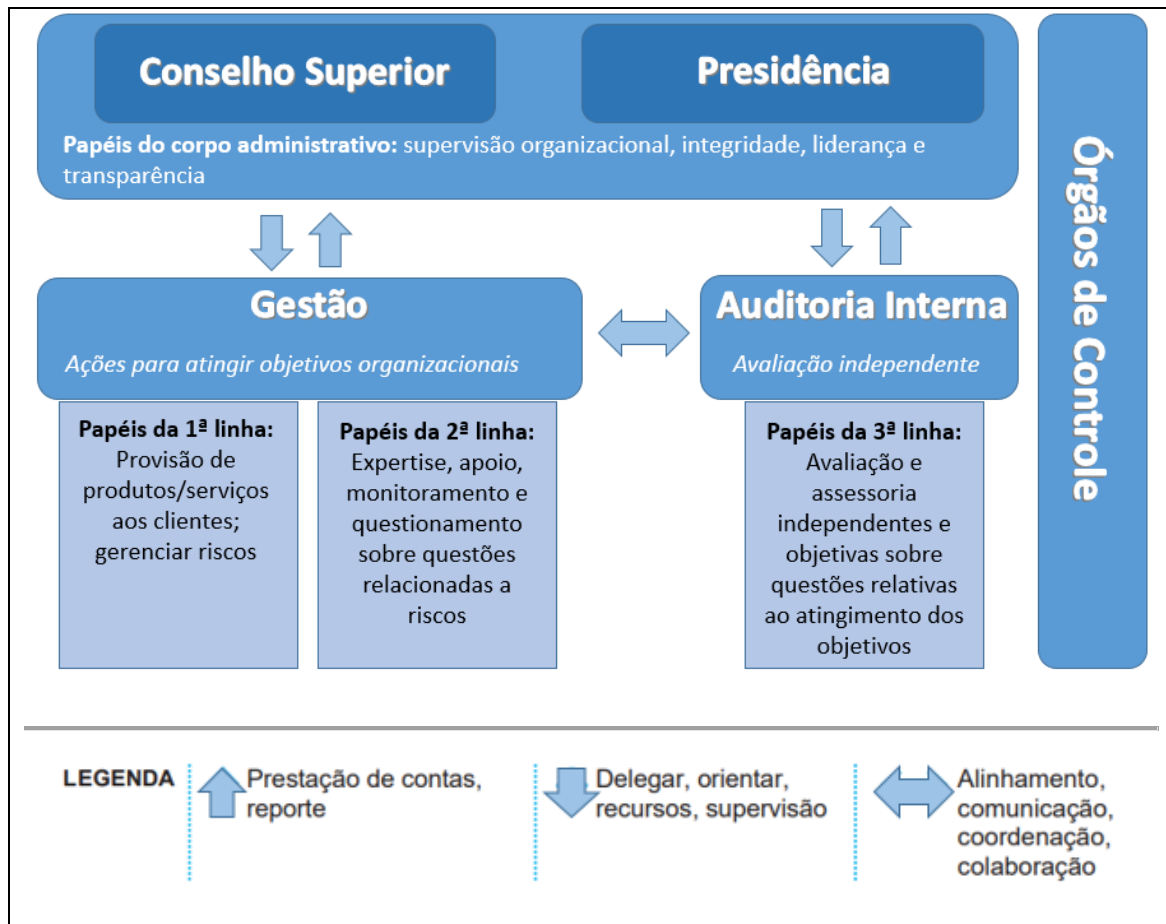 Conselho Superior
Presidência
Papéis do corpo administrativo: supervisão organizacional, integridade, liderança e
transparência
Gestão
Ações para atingir objetivos organizacionais
Auditoria Interna
Avaliação independente
Papéis da 1ª linha:
Provisão de
produtos/serviços
aos clientes;
gerenciar riscos
Papéis da 2ª linha:
Expertise, apoio,
monitoramento e
questionamento
sobre questões
relacionadas a
riscos
Papéis da 3ª linha:
Avaliação e
assessoria
independentes e
objetivas sobre
questões relativas
ao atingimento dos
objetivos
Órgãos de Controle
LEGENDA
Prestação de contas,
reporte
Delegar, orientar,
recursos, supervisão
Alinhamento,
comunicação,
coordenação,
colaboração